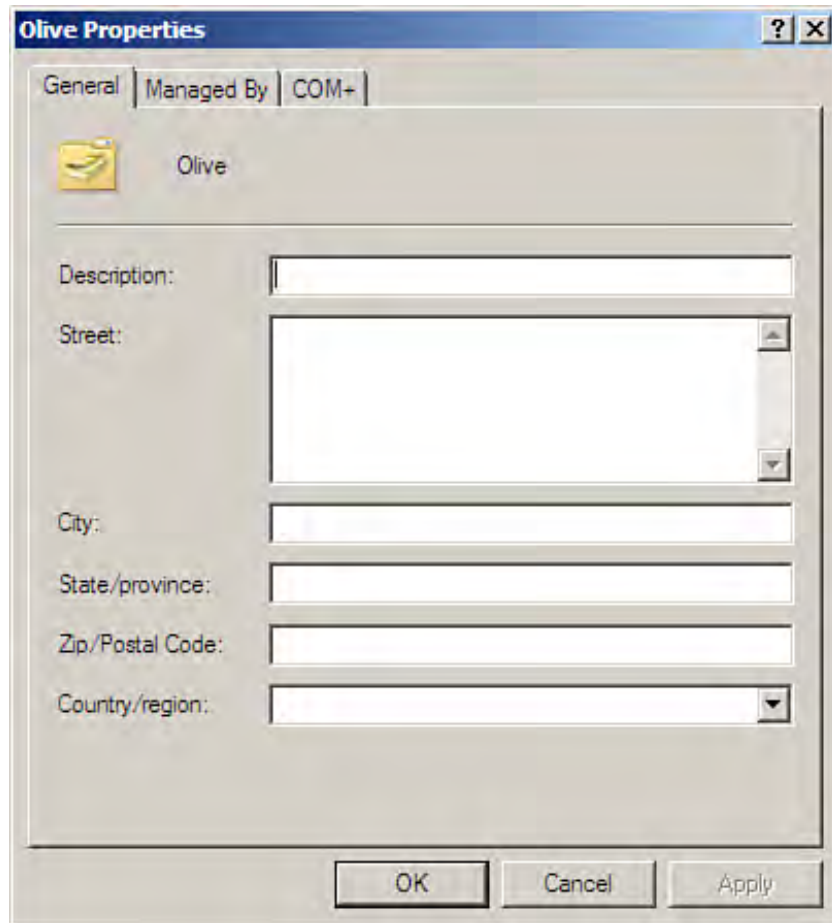 Olive Properties
General Managed By COM+
Olive
Description:
Street:
City:
State/province:
Zip/Postal Code:
Country/region:
OK Cancel Apply